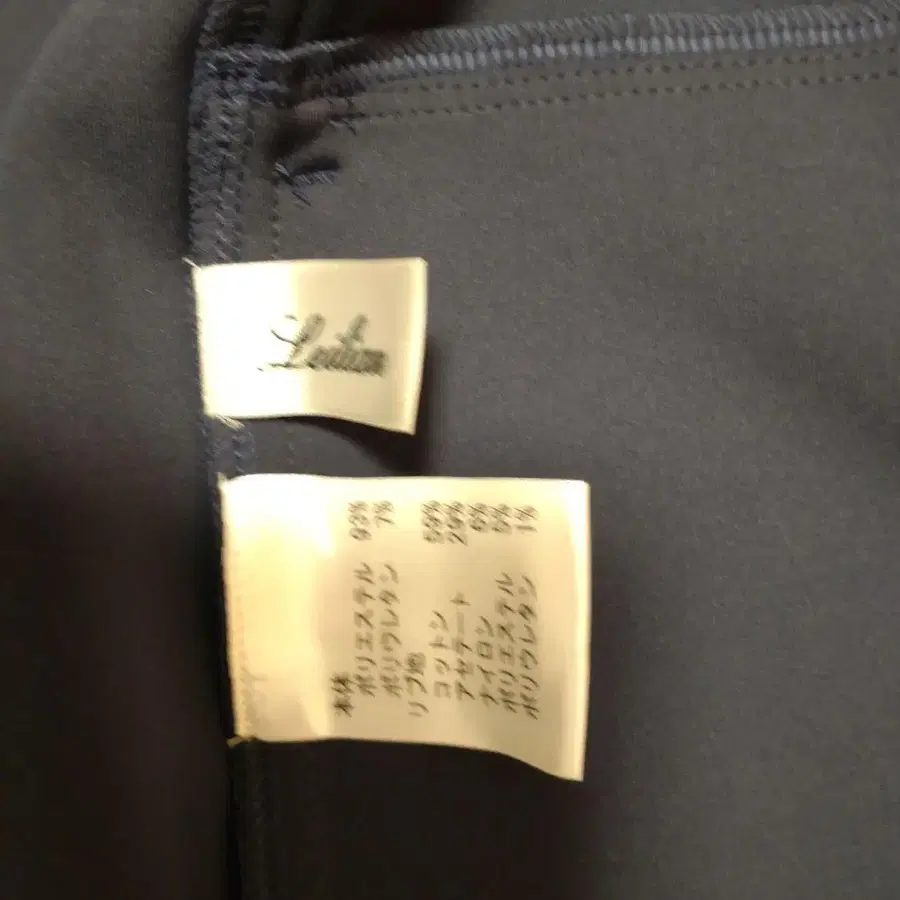 Leilian
本体
ポリエステル 93%
ポリウレタン 7%
リブ地
コットン 59%
アセテート 29%
ナイロン 6%
ポリエステル 5%
ポリウレタン 1%